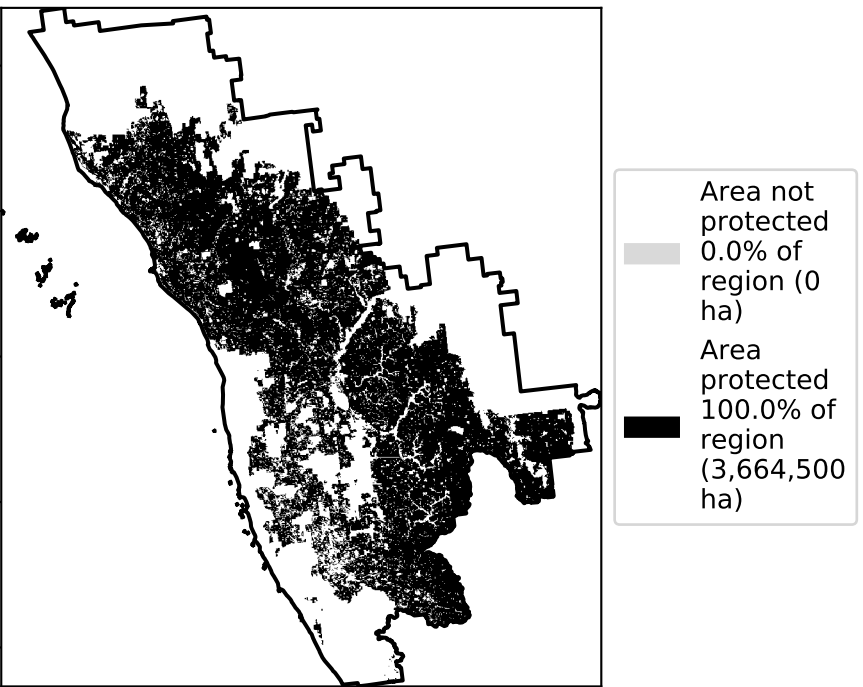 Area not
protected
0.0% of
region (0
ha)
Area
protected
100.0% of
region
(3,664,500
ha)